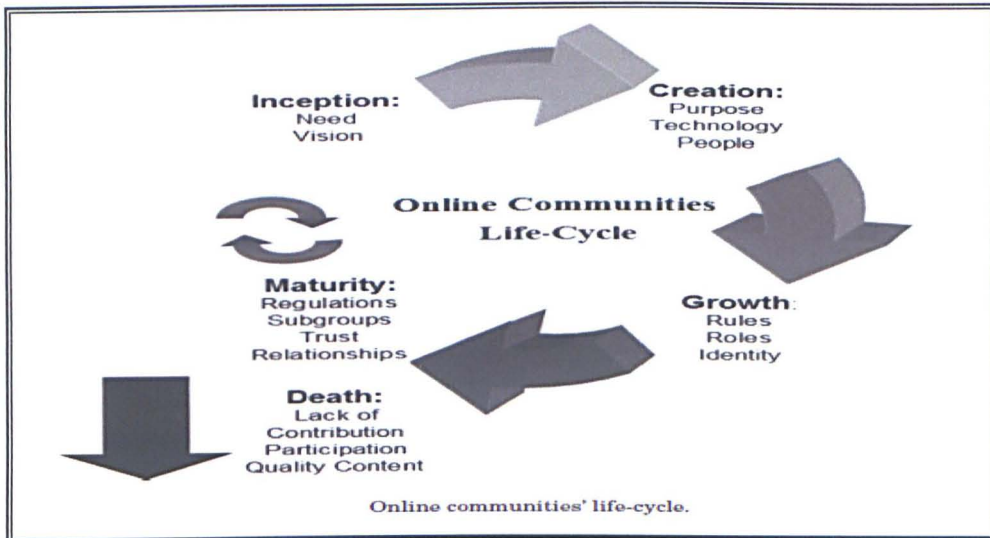 Inception:
Need
Vision
Creation:
Purpose
Technology
People
Online Communities
Life-Cycle
Growth:
Rules
Roles
Identity
Maturity:
Regulations
Subgroups
Trust
Relationships
Death:
Lack of
Contribution
Participation
Quality Content
Online communities' life-cycle.